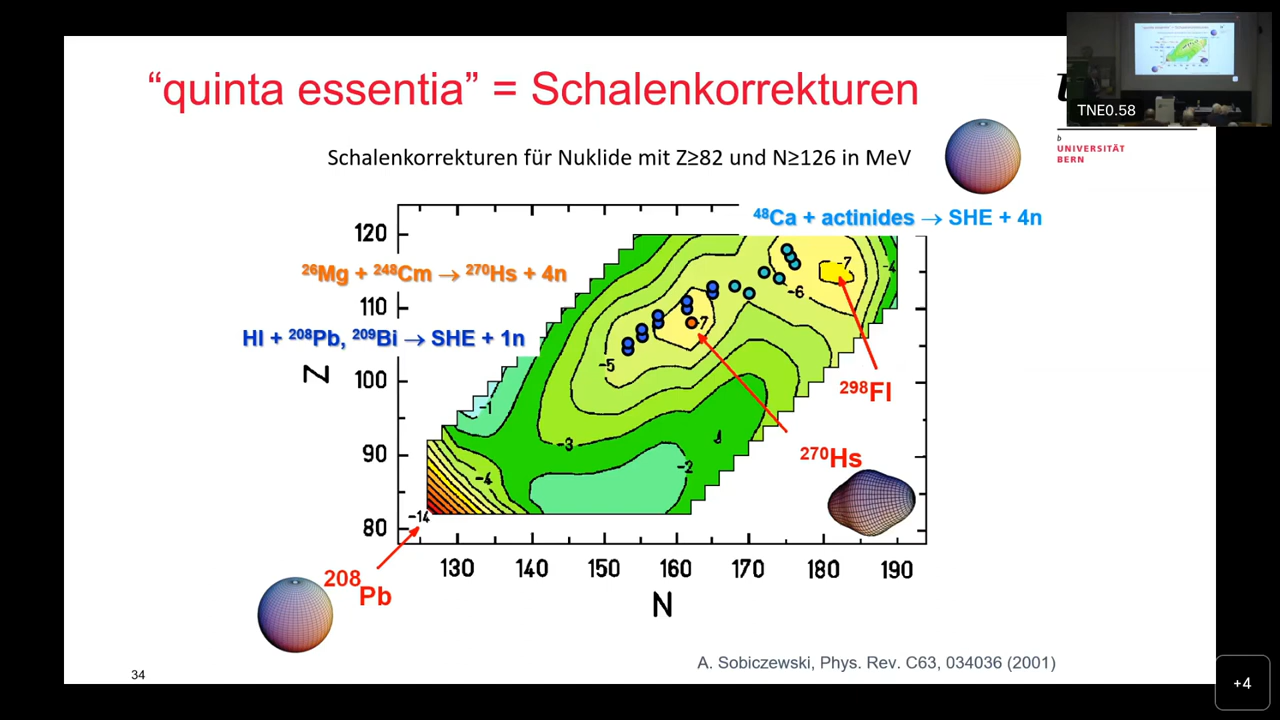 “quinta essentia” = Schalenkorrekturen
TNE0.58
b
UNIVERSITÄT
BERN
Schalenkorrekturen für Nuklide mit Z≥82 und N≥126 in MeV
⁴⁸Ca + actinides → SHE + 4n
²⁶Mg + ²⁴⁸Cm → ²⁷⁰Hs + 4n
HI + ²⁰⁸Pb, ²⁰⁹Bi → SHE + 1n
120
110
100
90
80
Z
-7
-4
-6
-7
-5
-1
-3
-2
-4
-14
²⁹⁸Fl
²⁷⁰Hs
²⁰⁸Pb
130 140 150 160 170 180 190
N
A. Sobiczewski, Phys. Rev. C63, 034036 (2001)
34
+4